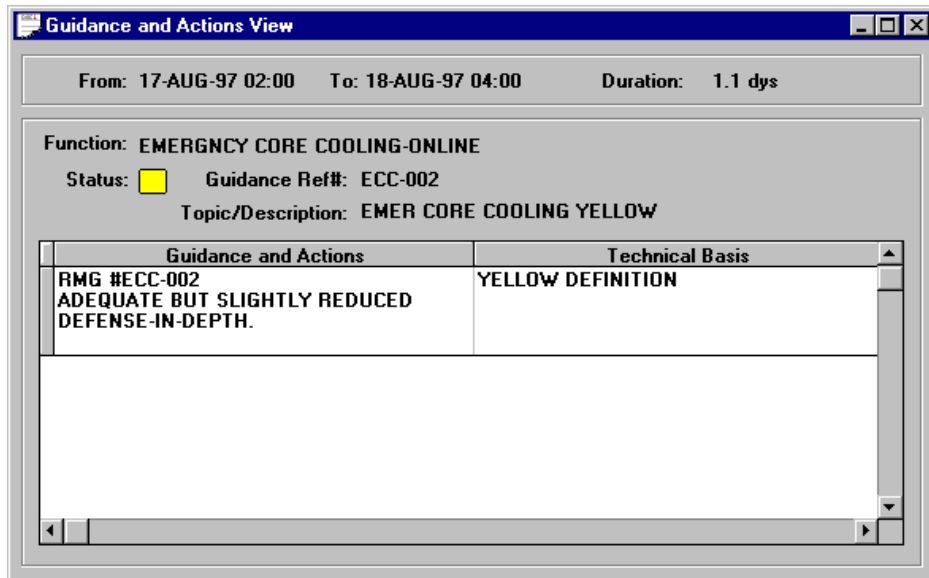 Guidance and Actions View
From: 17-AUG-97 02:00 To: 18-AUG-97 04:00 Duration: 1.1 dys
Function: EMERGNCY CORE COOLING-ONLINE
Status: Guidance Ref#: ECC-002
Topic/Description: EMER CORE COOLING YELLOW
Guidance and Actions Technical Basis
RMG #ECC-002 YELLOW DEFINITION
ADEQUATE BUT SLIGHTLY REDUCED
DEFENSE-IN-DEPTH.